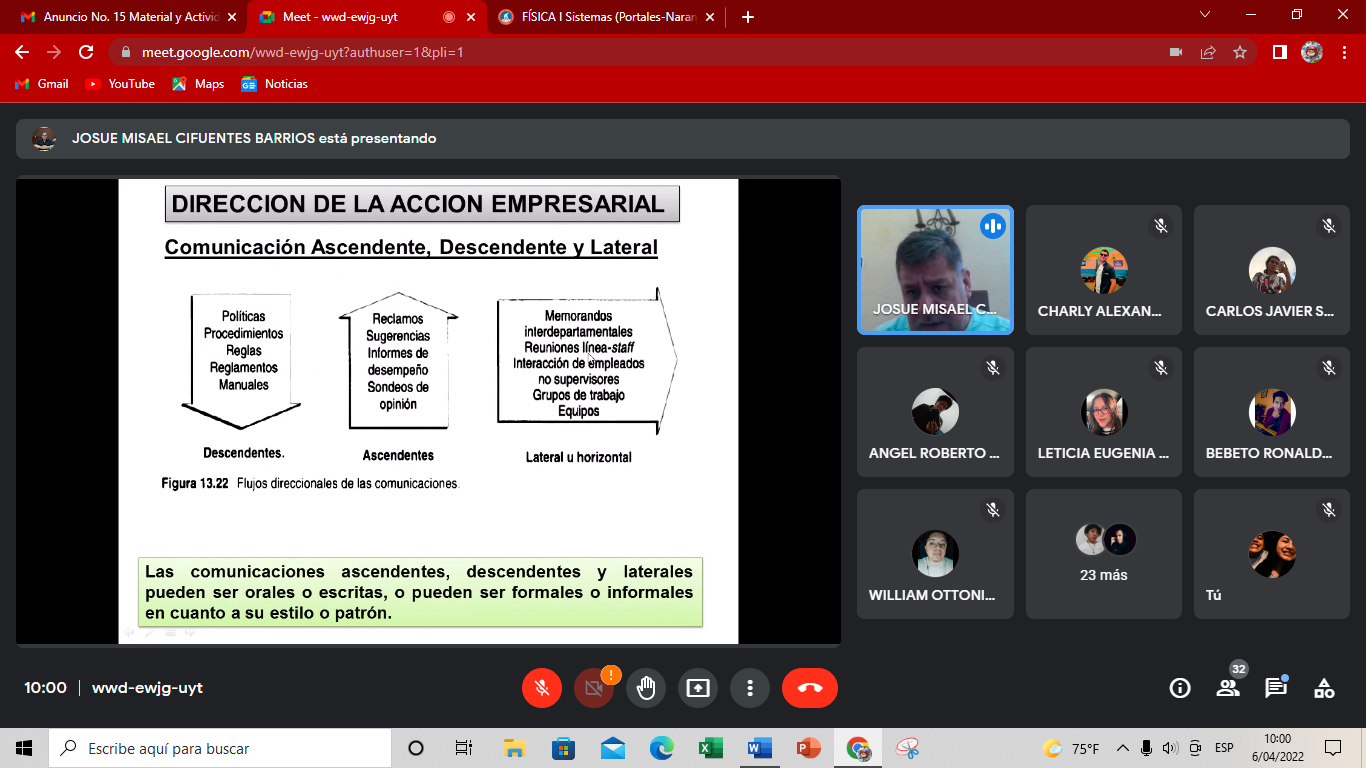 Anuncio No. 15 Material y Activid
Meet - wwd-ewjg-uyt
FÍSICA I Sistemas (Portales-Naran
meet.google.com/wwd-ewjg-uyt?authuser=1&pli=1
Gmail
YouTube
Maps
Noticias
JOSUE MISAEL CIFUENTES BARRIOS está presentando
DIRECCION DE LA ACCION EMPRESARIAL
Comunicación Ascendente, Descendente y Lateral
Políticas
Procedimientos
Reglas
Reglamentos
Manuales
Descendentes.
Reclamos
Sugerencias
Informes de
desempeño
Sondeos de
opinión
Ascendentes
Memorandos
interdepartamentales
Reuniones línea-staff
Interacción de empleados
no supervisores
Grupos de trabajo
Equipos
Lateral u horizontal
Figura 13.22 Flujos direccionales de las comunicaciones.
Las comunicaciones ascendentes, descendentes y laterales
pueden ser orales o escritas, o pueden ser formales o informales
en cuanto a su estilo o patrón.
JOSUE MISAEL C...
CHARLY ALEXAN...
CARLOS JAVIER S...
ANGEL ROBERTO ...
LETICIA EUGENIA ...
BEBETO RONALD...
WILLIAM OTTONI...
23 más
Tú
10:00 | wwd-ewjg-uyt
32
Escribe aquí para buscar
75°F
ESP
10:00
6/04/2022